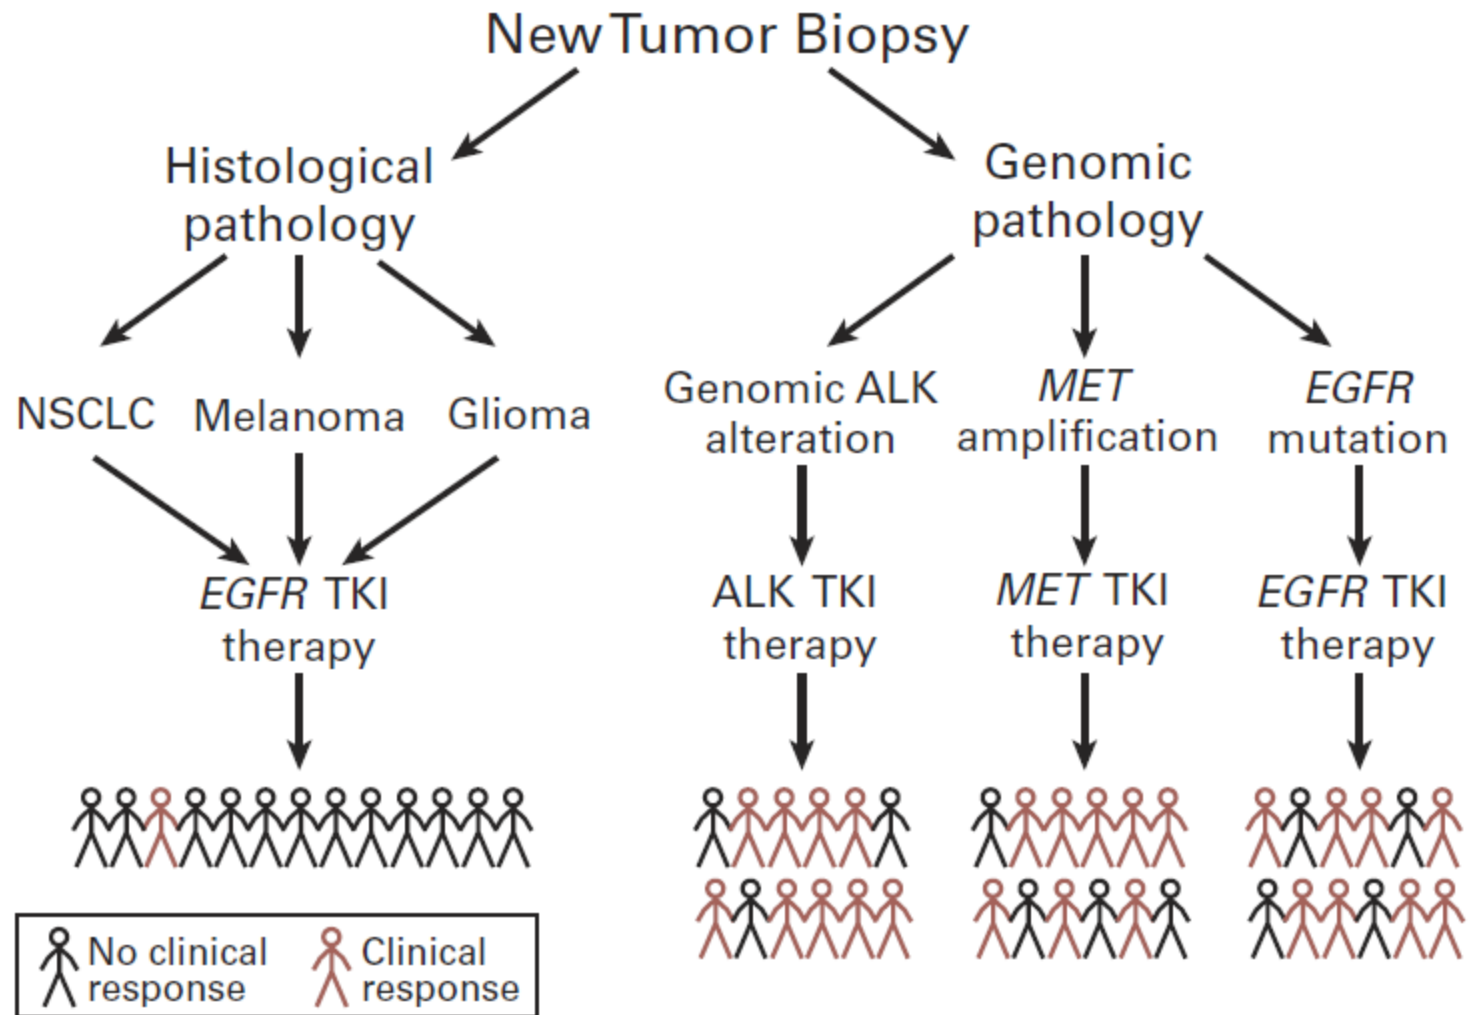 New Tumor Biopsy
Histological
pathology
Genomic
pathology
NSCLC
Melanoma
Glioma
Genomic ALK
alteration
MET
amplification
EGFR
mutation
EGFR TKI
therapy
ALK TKI
therapy
MET TKI
therapy
EGFR TKI
therapy
No clinical
response
Clinical
response